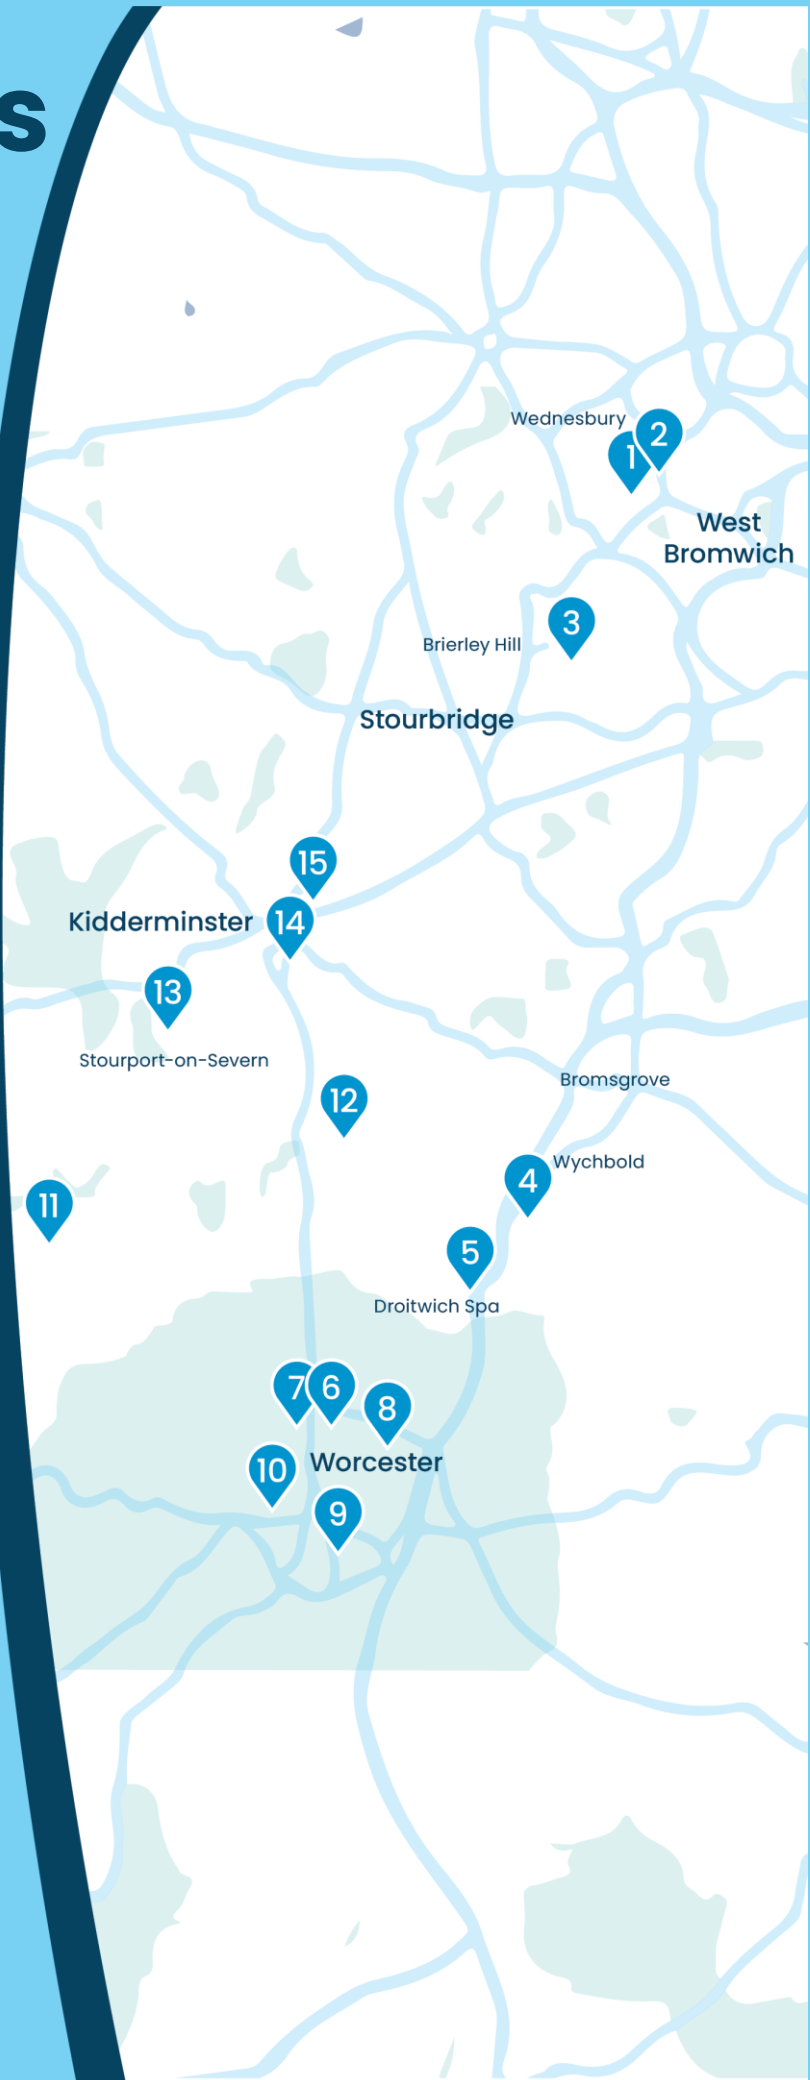 s
Wednesbury
2
1
West
Bromwich
3
Brierley Hill
Stourbridge
15
Kidderminster
14
13
Stourport-on-Severn
Bromsgrove
12
Wychbold
4
11
5
Droitwich Spa
7
6
8
Worcester
10
9